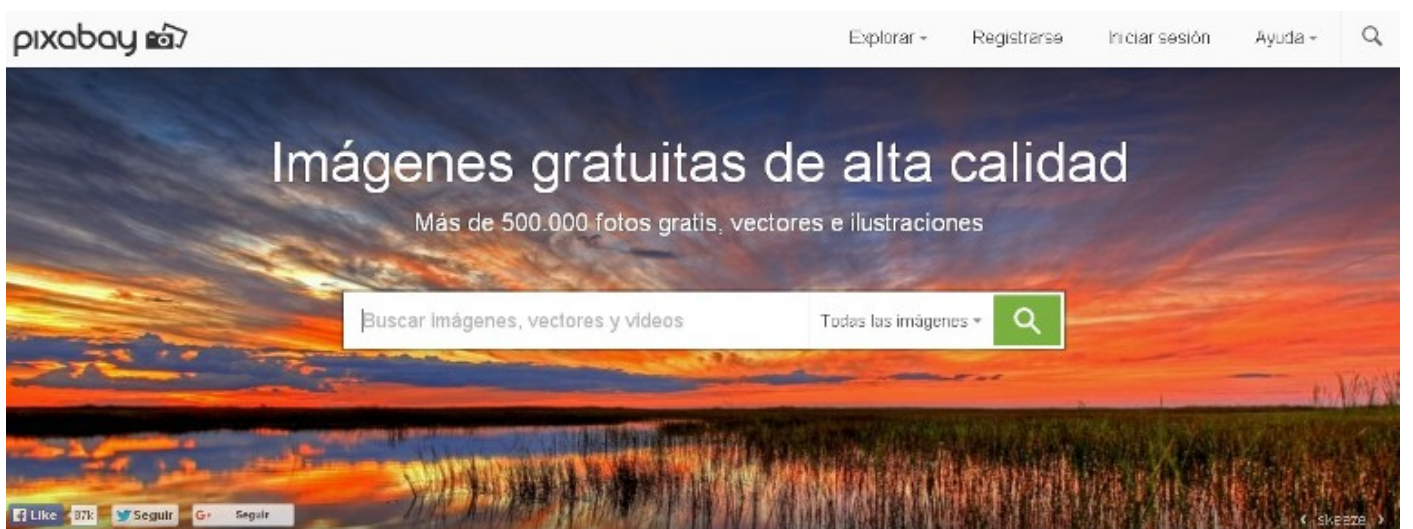 pixabay
Explorar Registrarse Iniciar sesión Ayuda
Imágenes gratuitas de alta calidad
Más de 500.000 fotos gratis, vectores e ilustraciones
Buscar imágenes, vectores y videos Todas las imágenes
Like 87k Seguir G+ Seguir
‹ skeeze ›